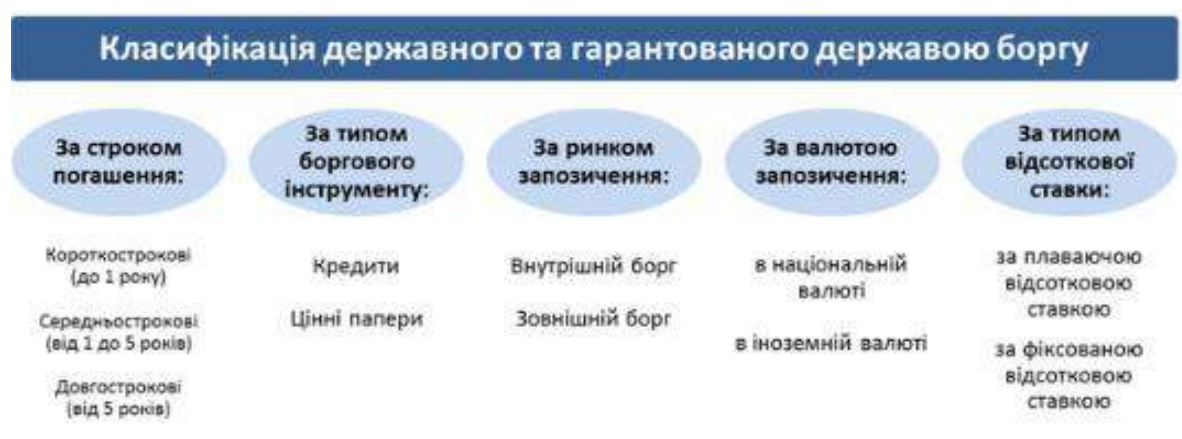 Класифікація державного та гарантованого державою боргу
За строком
погашення:
Короткострокові
(до 1 року)
Середньострокові
(від 1 до 5 років)
Довгострокові
(від 5 років)
За типом
боргового
інструменту:
Кредити
Цінні папери
За ринком
запозичення:
Внутрішній борг
Зовнішній борг
За валютою
запозичення:
в національній
валюті
в іноземній валюті
За типом
відсоткової
ставки:
за плаваючою
відсотковою
ставкою
за фіксованою
відсотковою
ставкою